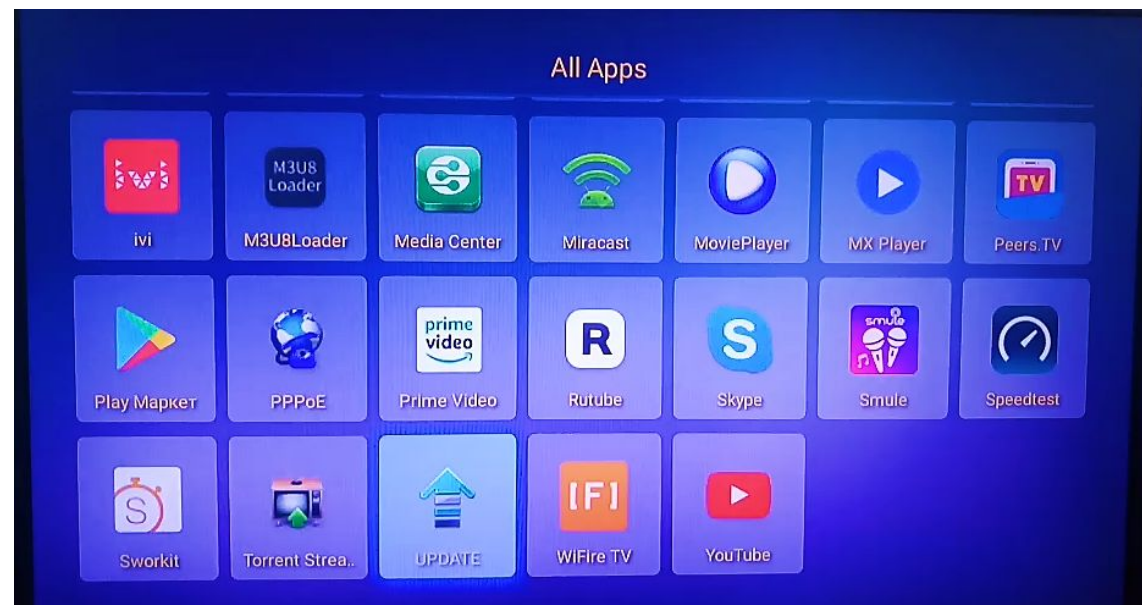 All Apps
ivi
M3U8
Loader
TV
ivi
M3U8Loader
Media Center
Miracast
MoviePlayer
MX Player
Peers.TV
prime
video
R
S
smule
Play Маркет
PPPoE
Prime Video
Rutube
Skype
Smule
Speedtest
S
[F]
Sworkit
Torrent Strea..
UPDATE
WiFire TV
YouTube